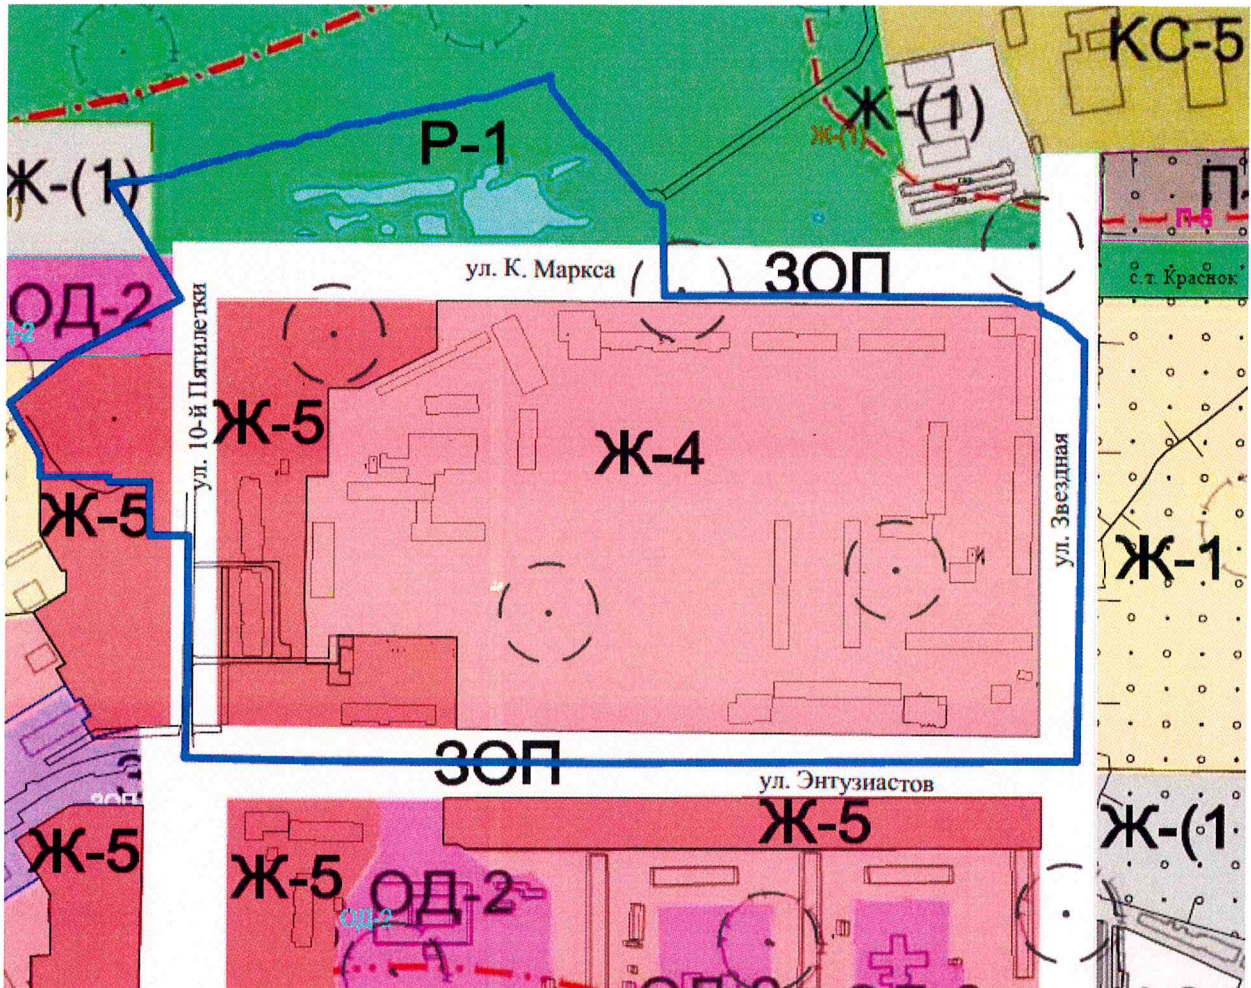 КС-5
Ж-(1)
Ж-(1)
Р-1
Ж-(1)
П-
П-6
ул. К. Маркса
ЗОП
с.т. Краснок
ОД-2
ул. 10-й Пятилетки
Ж-5
Ж-4
ул. Звездная
Ж-5
Ж-1
ЗОП
ул. Энтузиастов
ЗОП
Ж-5
Ж-(1
Ж-5
Ж-5
ОД-2
ОД-2